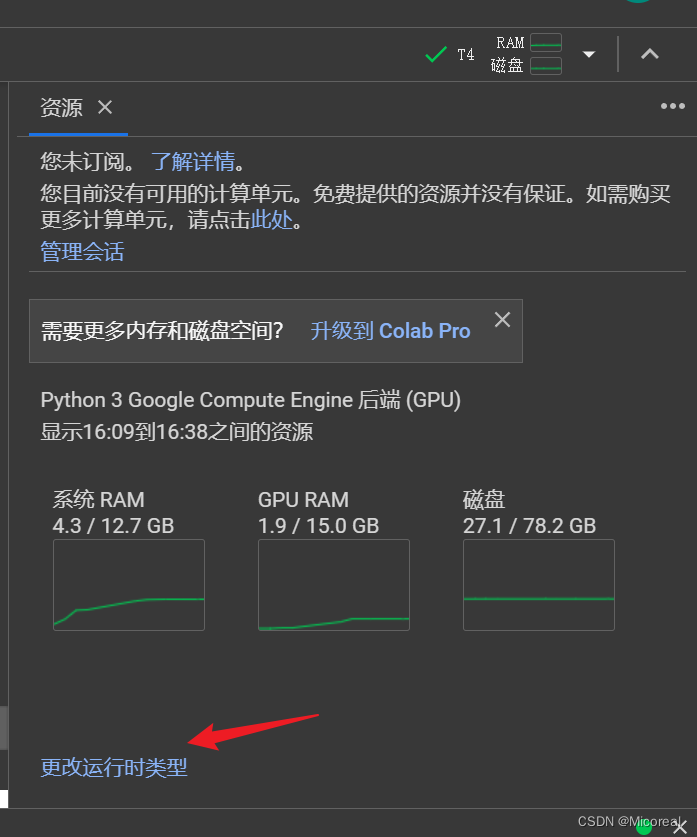 T4
RAM
磁盘
资源
您未订阅。 了解详情。
您目前没有可用的计算单元。免费提供的资源并没有保证。如需购买
更多计算单元，请点击此处。
管理会话
需要更多内存和磁盘空间？ 升级到 Colab Pro
Python 3 Google Compute Engine 后端 (GPU)
显示16:09到16:38之间的资源
系统 RAM
4.3 / 12.7 GB
GPU RAM
1.9 / 15.0 GB
磁盘
27.1 / 78.2 GB
更改运行时类型
CSDN @Micoreal